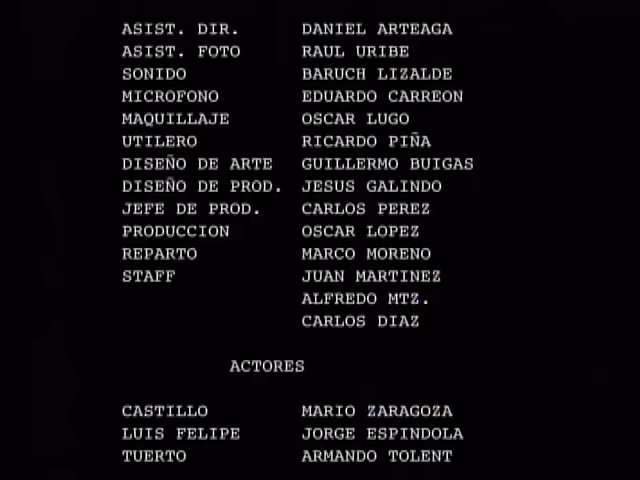 ASIST. DIR. DANIEL ARTEAGA
ASIST. FOTO RAUL URIBE
SONIDO BARUCH LIZALDE
MICROFONO EDUARDO CARREON
MAQUILLAJE OSCAR LUGO
UTILERO RICARDO PIÑA
DISEÑO DE ARTE GUILLERMO BUIGAS
DISEÑO DE PROD. JESUS GALINDO
JEFE DE PROD. CARLOS PEREZ
PRODUCCION OSCAR LOPEZ
REPARTO MARCO MORENO
STAFF JUAN MARTINEZ
ALFREDO MTZ.
CARLOS DIAZ
ACTORES
CASTILLO MARIO ZARAGOZA
LUIS FELIPE JORGE ESPINDOLA
TUERTO ARMANDO TOLENT